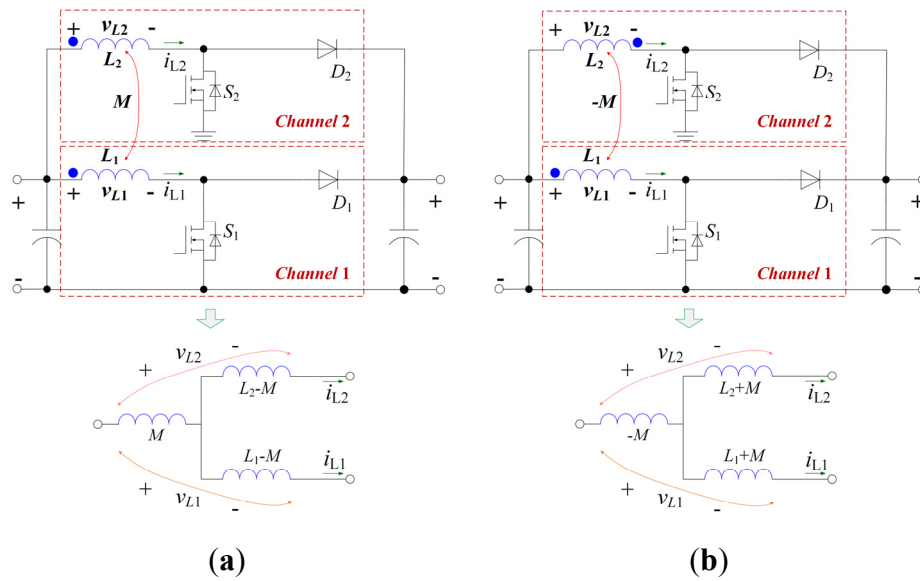 + vL2 -
L2
iL2
D2
S2
M
Channel 2
L1
+ vL1 -
iL1
D1
+
+
S1
Channel 1
-
-
vL2
+
-
L2-M
iL2
M
L1-M
iL1
+
vL1
-
(a)
+ vL2 -
L2
iL2
D2
S2
-M
Channel 2
L1
+ vL1 -
iL1
D1
+
+
S1
Channel 1
-
-
vL2
+
-
L2+M
iL2
-M
L1+M
iL1
+
vL1
-
(b)